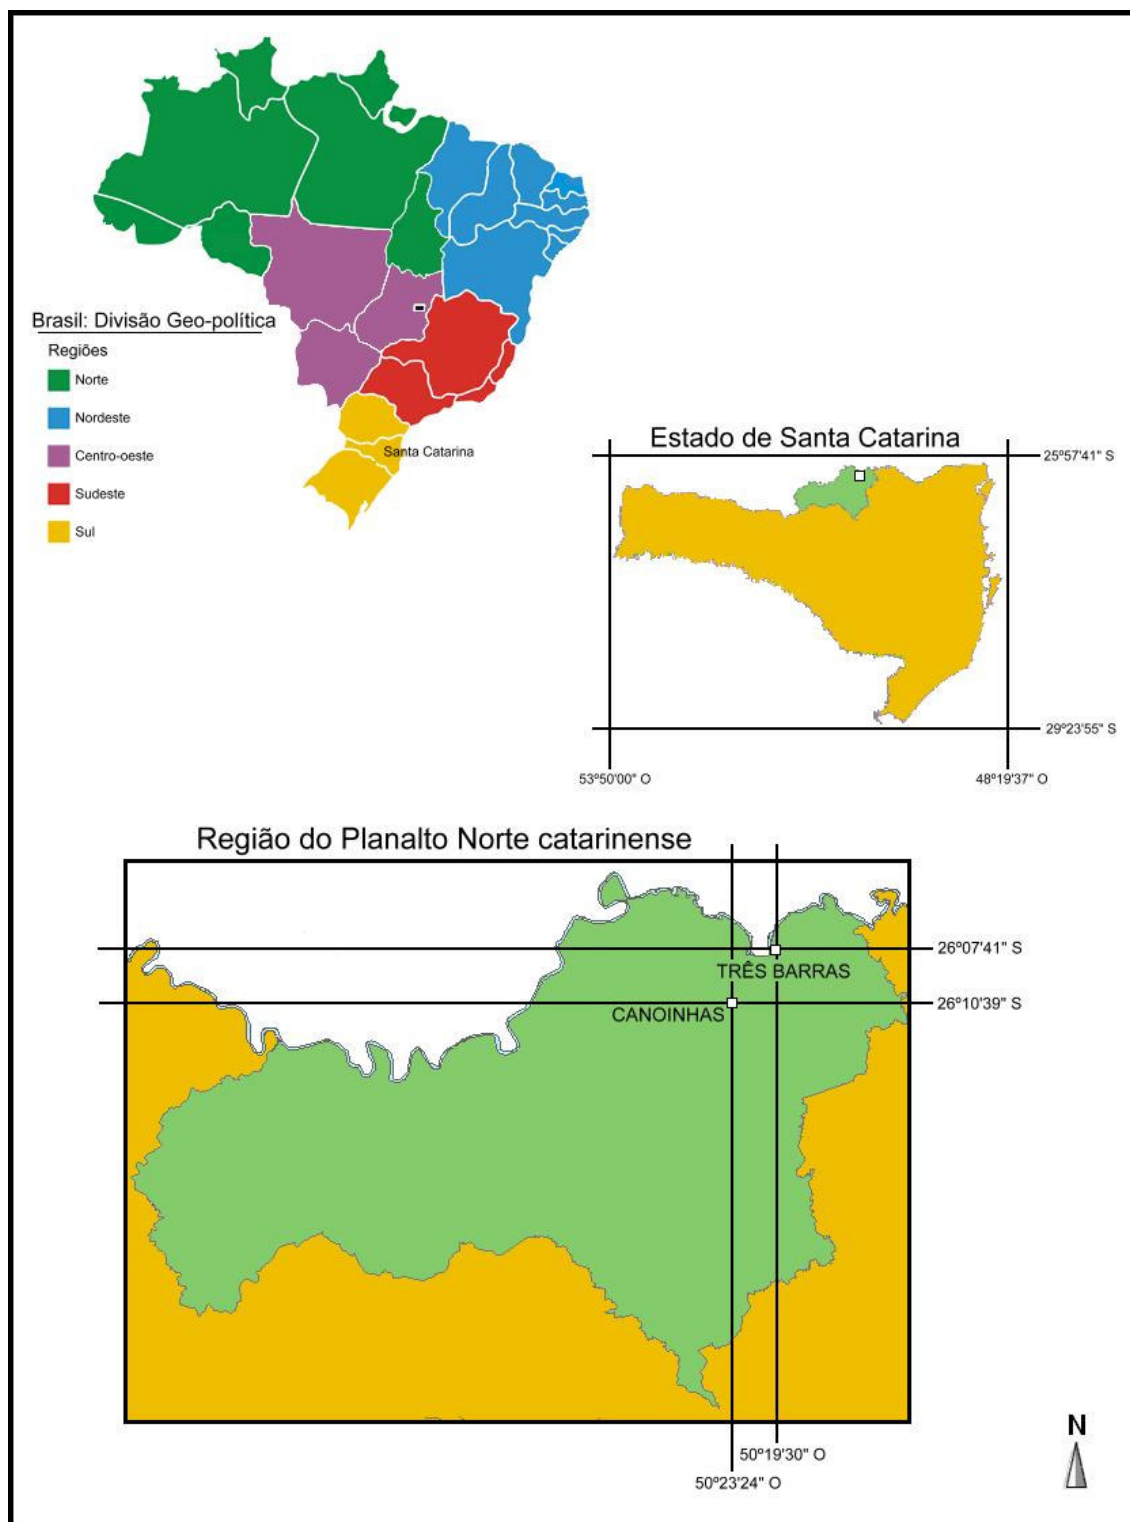 Brasil: Divisão Geo-política
Regiões
Norte
Nordeste
Centro-oeste
Sudeste
Sul
Santa Catarina
Estado de Santa Catarina
25º57'41" S
29º23'55" S
53º50'00" O
48º19'37" O
Região do Planalto Norte catarinense
26º07'41" S
TRÊS BARRAS
26º10'39" S
CANOINHAS
50º19'30" O
50º23'24" O
N